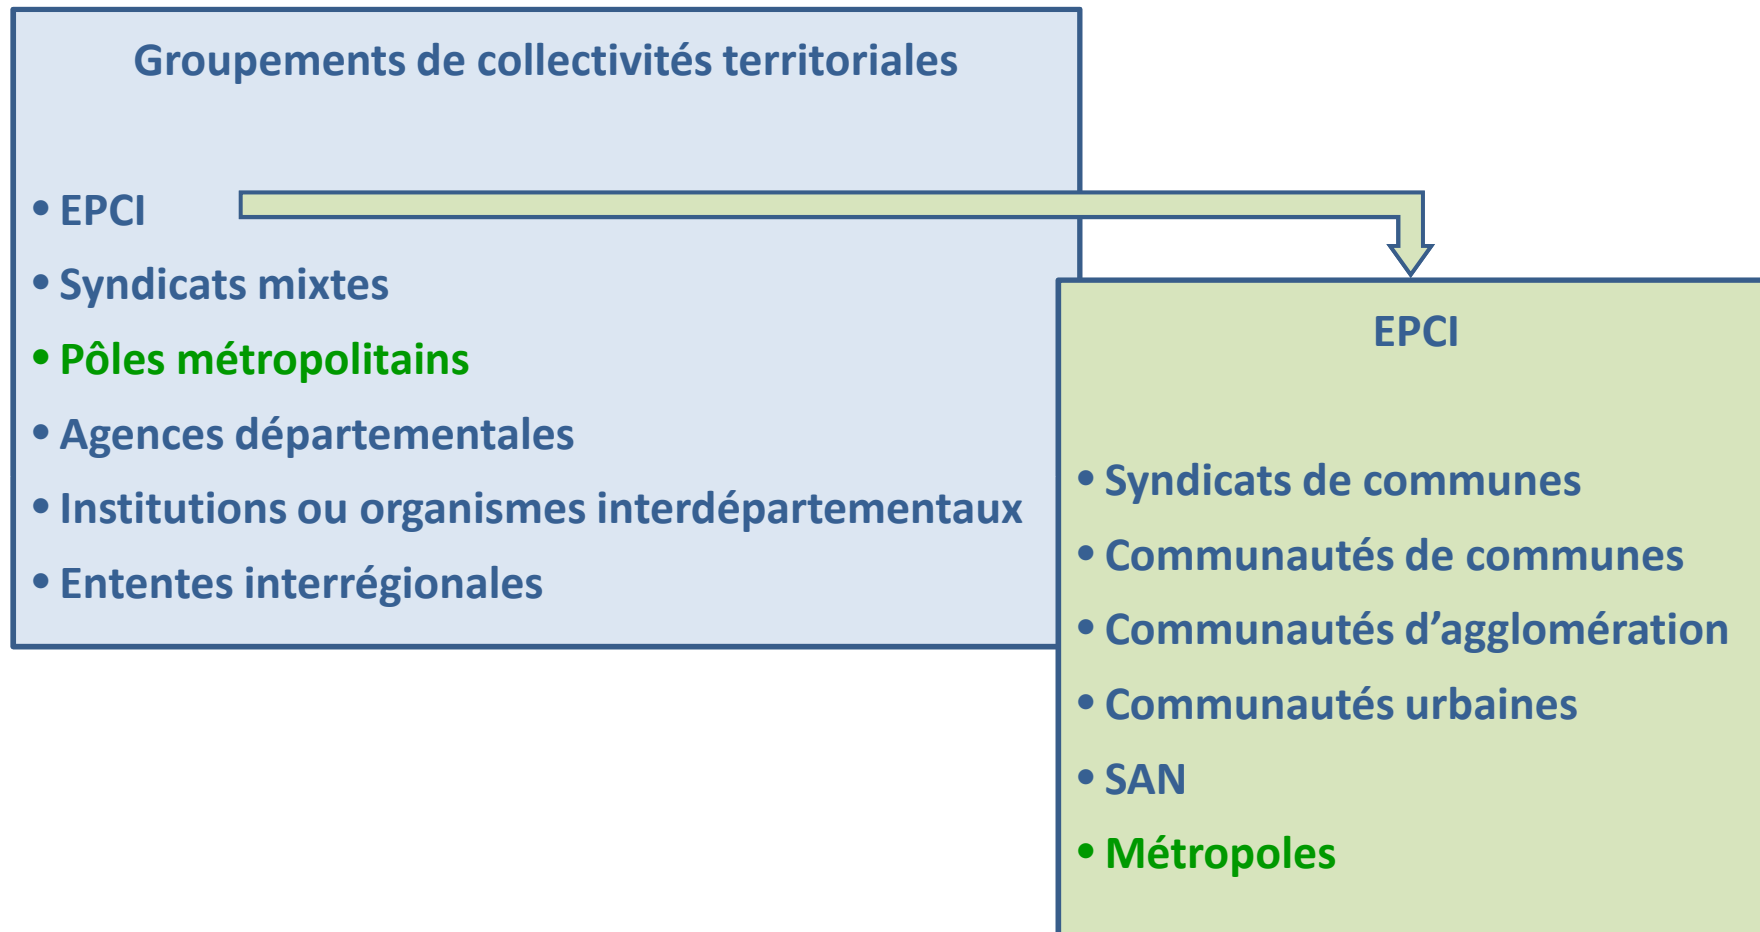 Groupements de collectivités territoriales
• EPCI
• Syndicats mixtes
• Pôles métropolitains
• Agences départementales
• Institutions ou organismes interdépartementaux
• Ententes interrégionales
EPCI
• Syndicats de communes
• Communautés de communes
• Communautés d’agglomération
• Communautés urbaines
• SAN
• Métropoles